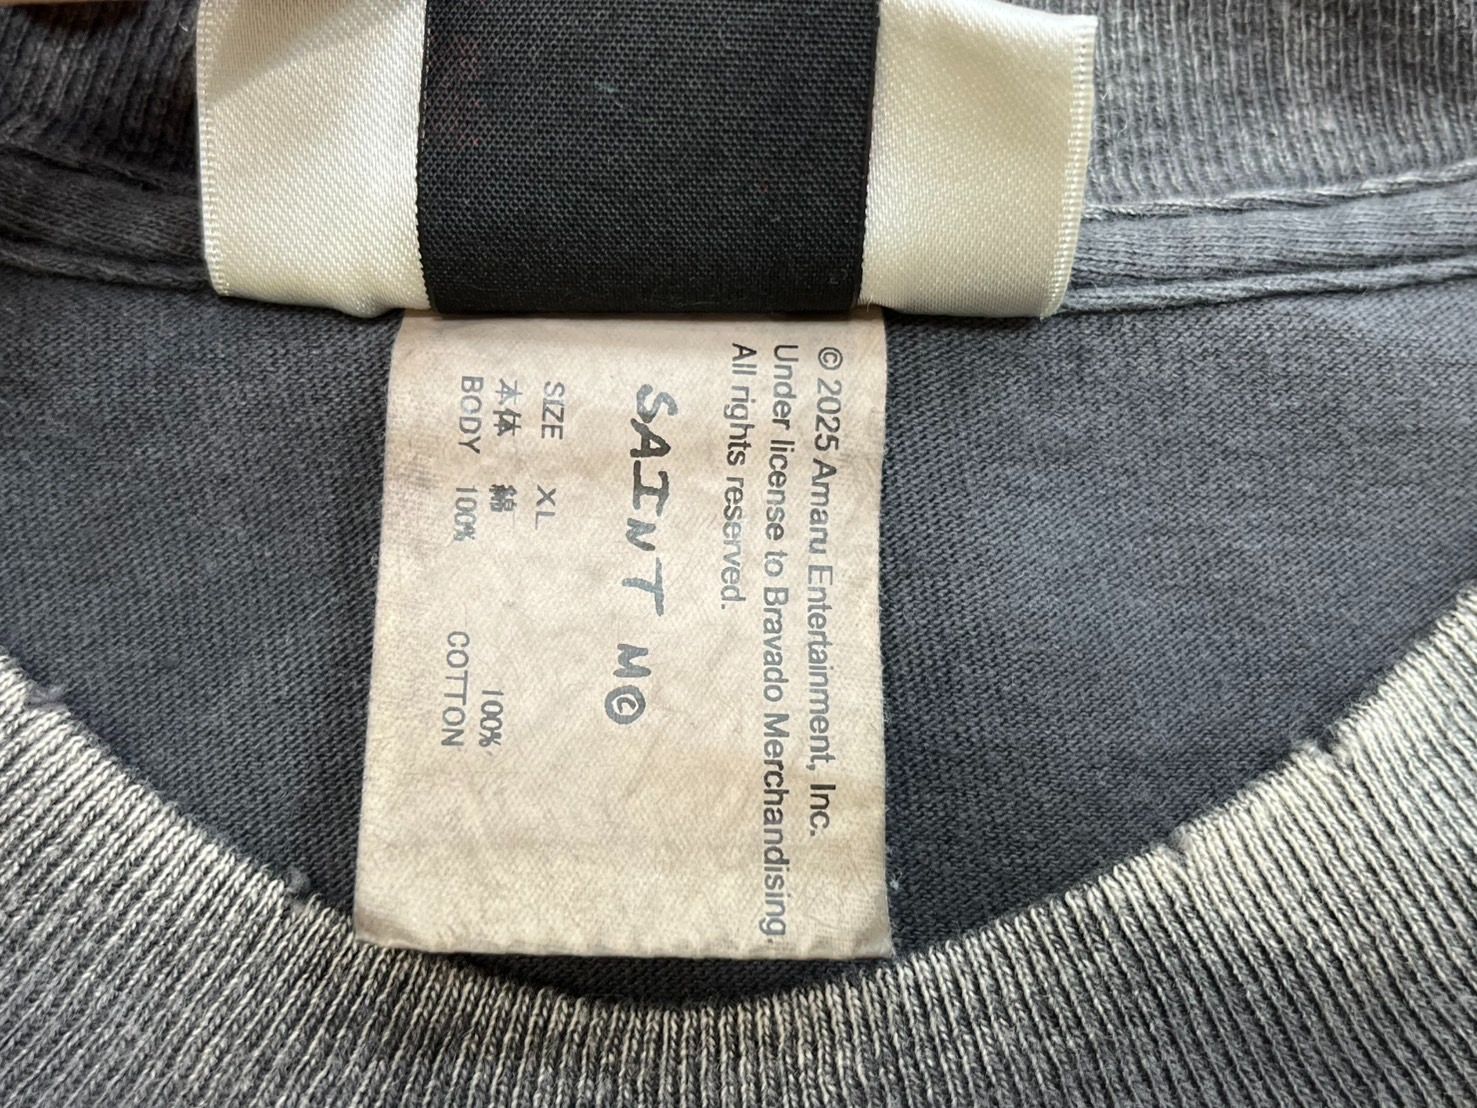 © 2025 Amaru Entertainment, Inc.
Under license to Bravado Merchandising.
All rights reserved.
SAINT M©
SIZE XL
本体 綿 100%
BODY 100% COTTON